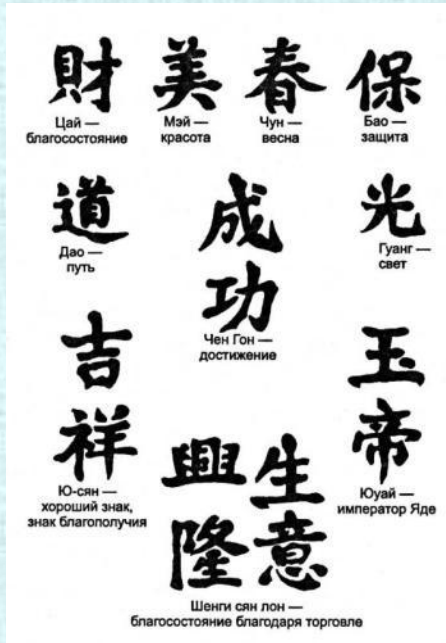 財 美 春 保
Цай —
благосостояние
Мэй —
красота
Чун —
весна
Бао —
защита
道
Дао —
путь
成
功
Чен Гон —
достижение
光
Гуанг —
свет
吉
祥
Ю-сян —
хороший знак,
знак благополучия
玉
帝
Юуай —
император Яде
興生
隆意
Шенги сян лон —
благосостояние благодаря торговле